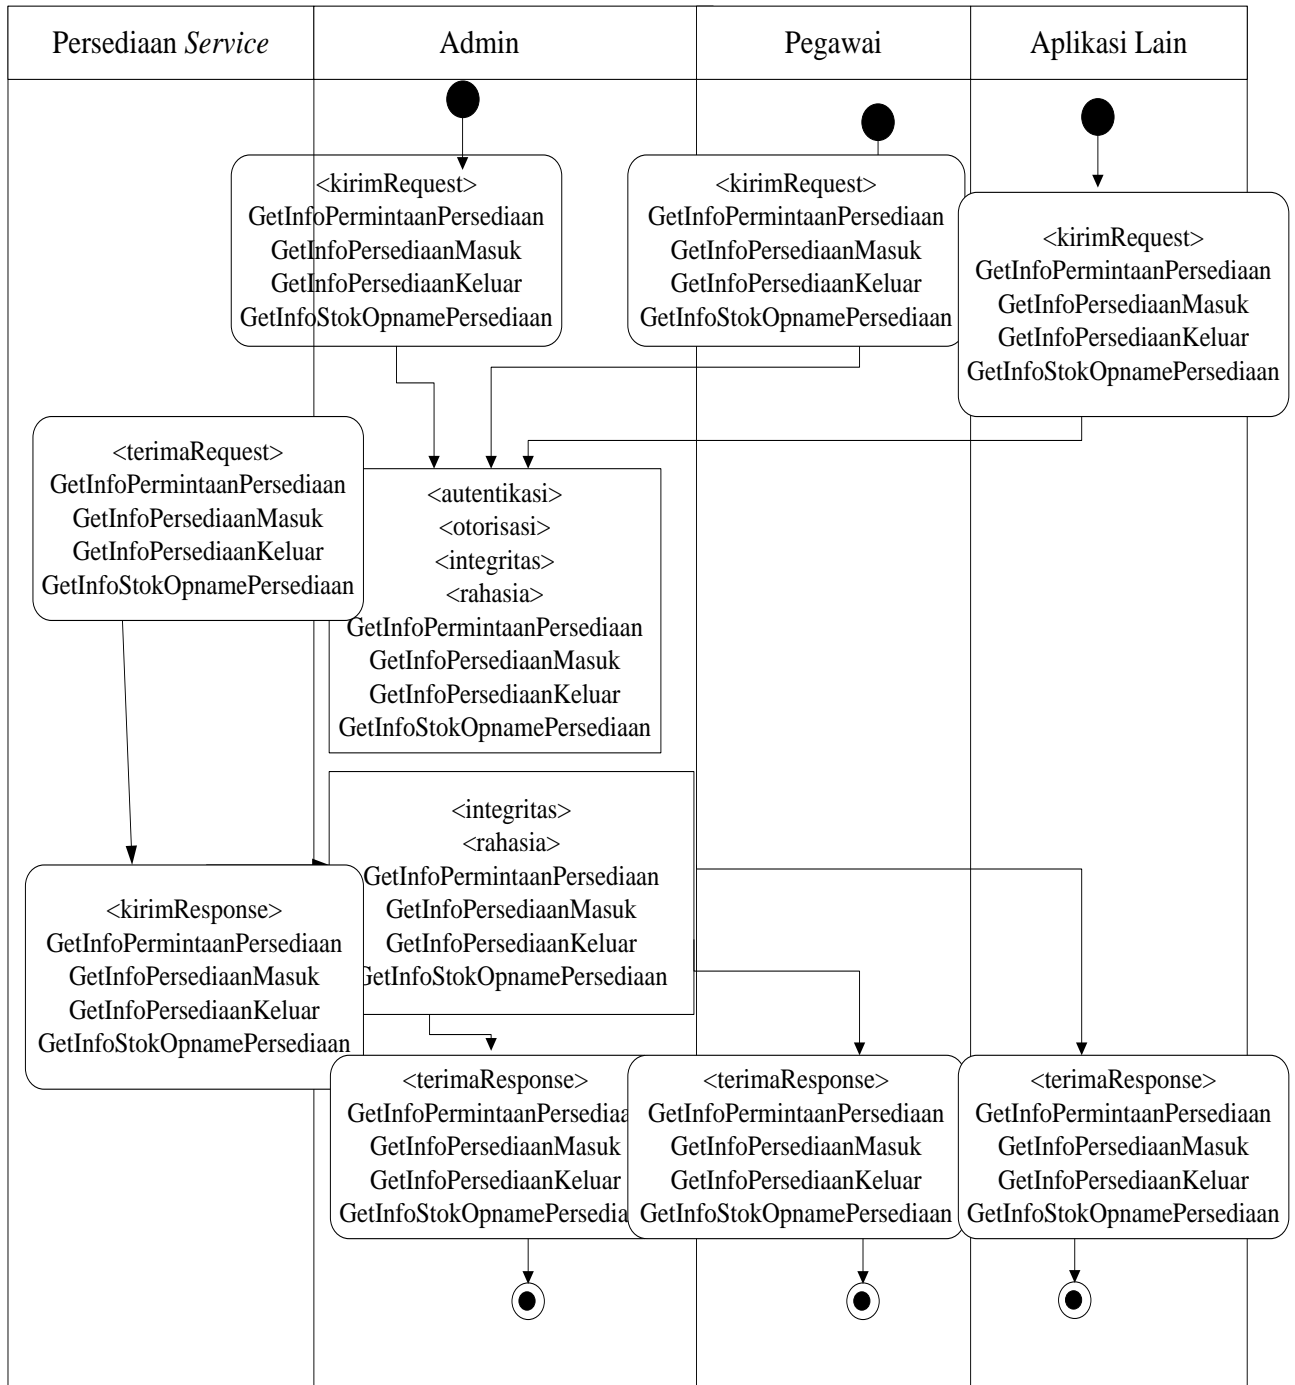 Persediaan Service
Admin
Pegawai
Aplikasi Lain
<kirimRequest>
GetInfoPermintaanPersediaan
GetInfoPersediaanMasuk
GetInfoPersediaanKeluar
GetInfoStokOpnamePersediaan
<kirimRequest>
GetInfoPermintaanPersediaan
GetInfoPersediaanMasuk
GetInfoPersediaanKeluar
GetInfoStokOpnamePersediaan
<kirimRequest>
GetInfoPermintaanPersediaan
GetInfoPersediaanMasuk
GetInfoPersediaanKeluar
GetInfoStokOpnamePersediaan
<terimaRequest>
GetInfoPermintaanPersediaan
GetInfoPersediaanMasuk
GetInfoPersediaanKeluar
GetInfoStokOpnamePersediaan
<autentikasi>
<otorisasi>
<integritas>
<rahasia>
GetInfoPermintaanPersediaan
GetInfoPersediaanMasuk
GetInfoPersediaanKeluar
GetInfoStokOpnamePersediaan
<integritas>
<rahasia>
GetInfoPermintaanPersediaan
GetInfoPersediaanMasuk
GetInfoPersediaanKeluar
GetInfoStokOpnamePersediaan
<kirimResponse>
GetInfoPermintaanPersediaan
GetInfoPersediaanMasuk
GetInfoPersediaanKeluar
GetInfoStokOpnamePersediaan
<terimaResponse>
GetInfoPermintaanPersediaa
GetInfoPersediaanMasuk
GetInfoPersediaanKeluar
GetInfoStokOpnamePersedia
<terimaResponse>
GetInfoPermintaanPersediaan
GetInfoPersediaanMasuk
GetInfoPersediaanKeluar
GetInfoStokOpnamePersediaan
<terimaResponse>
GetInfoPermintaanPersediaan
GetInfoPersediaanMasuk
GetInfoPersediaanKeluar
GetInfoStokOpnamePersediaan